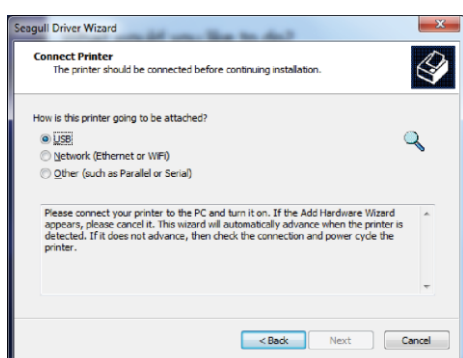 Seagull Driver Wizard
Connect Printer
The printer should be connected before continuing installation.
How is this printer going to be attached?
USB
Network (Ethernet or WiFi)
Other (such as Parallel or Serial)
Please connect your printer to the PC and turn it on. If the Add Hardware Wizard
appears, please cancel it. This wizard will automatically advance when the printer is
detected. If it does not advance, then check the connection and power cycle the
printer.
< Back Next Cancel